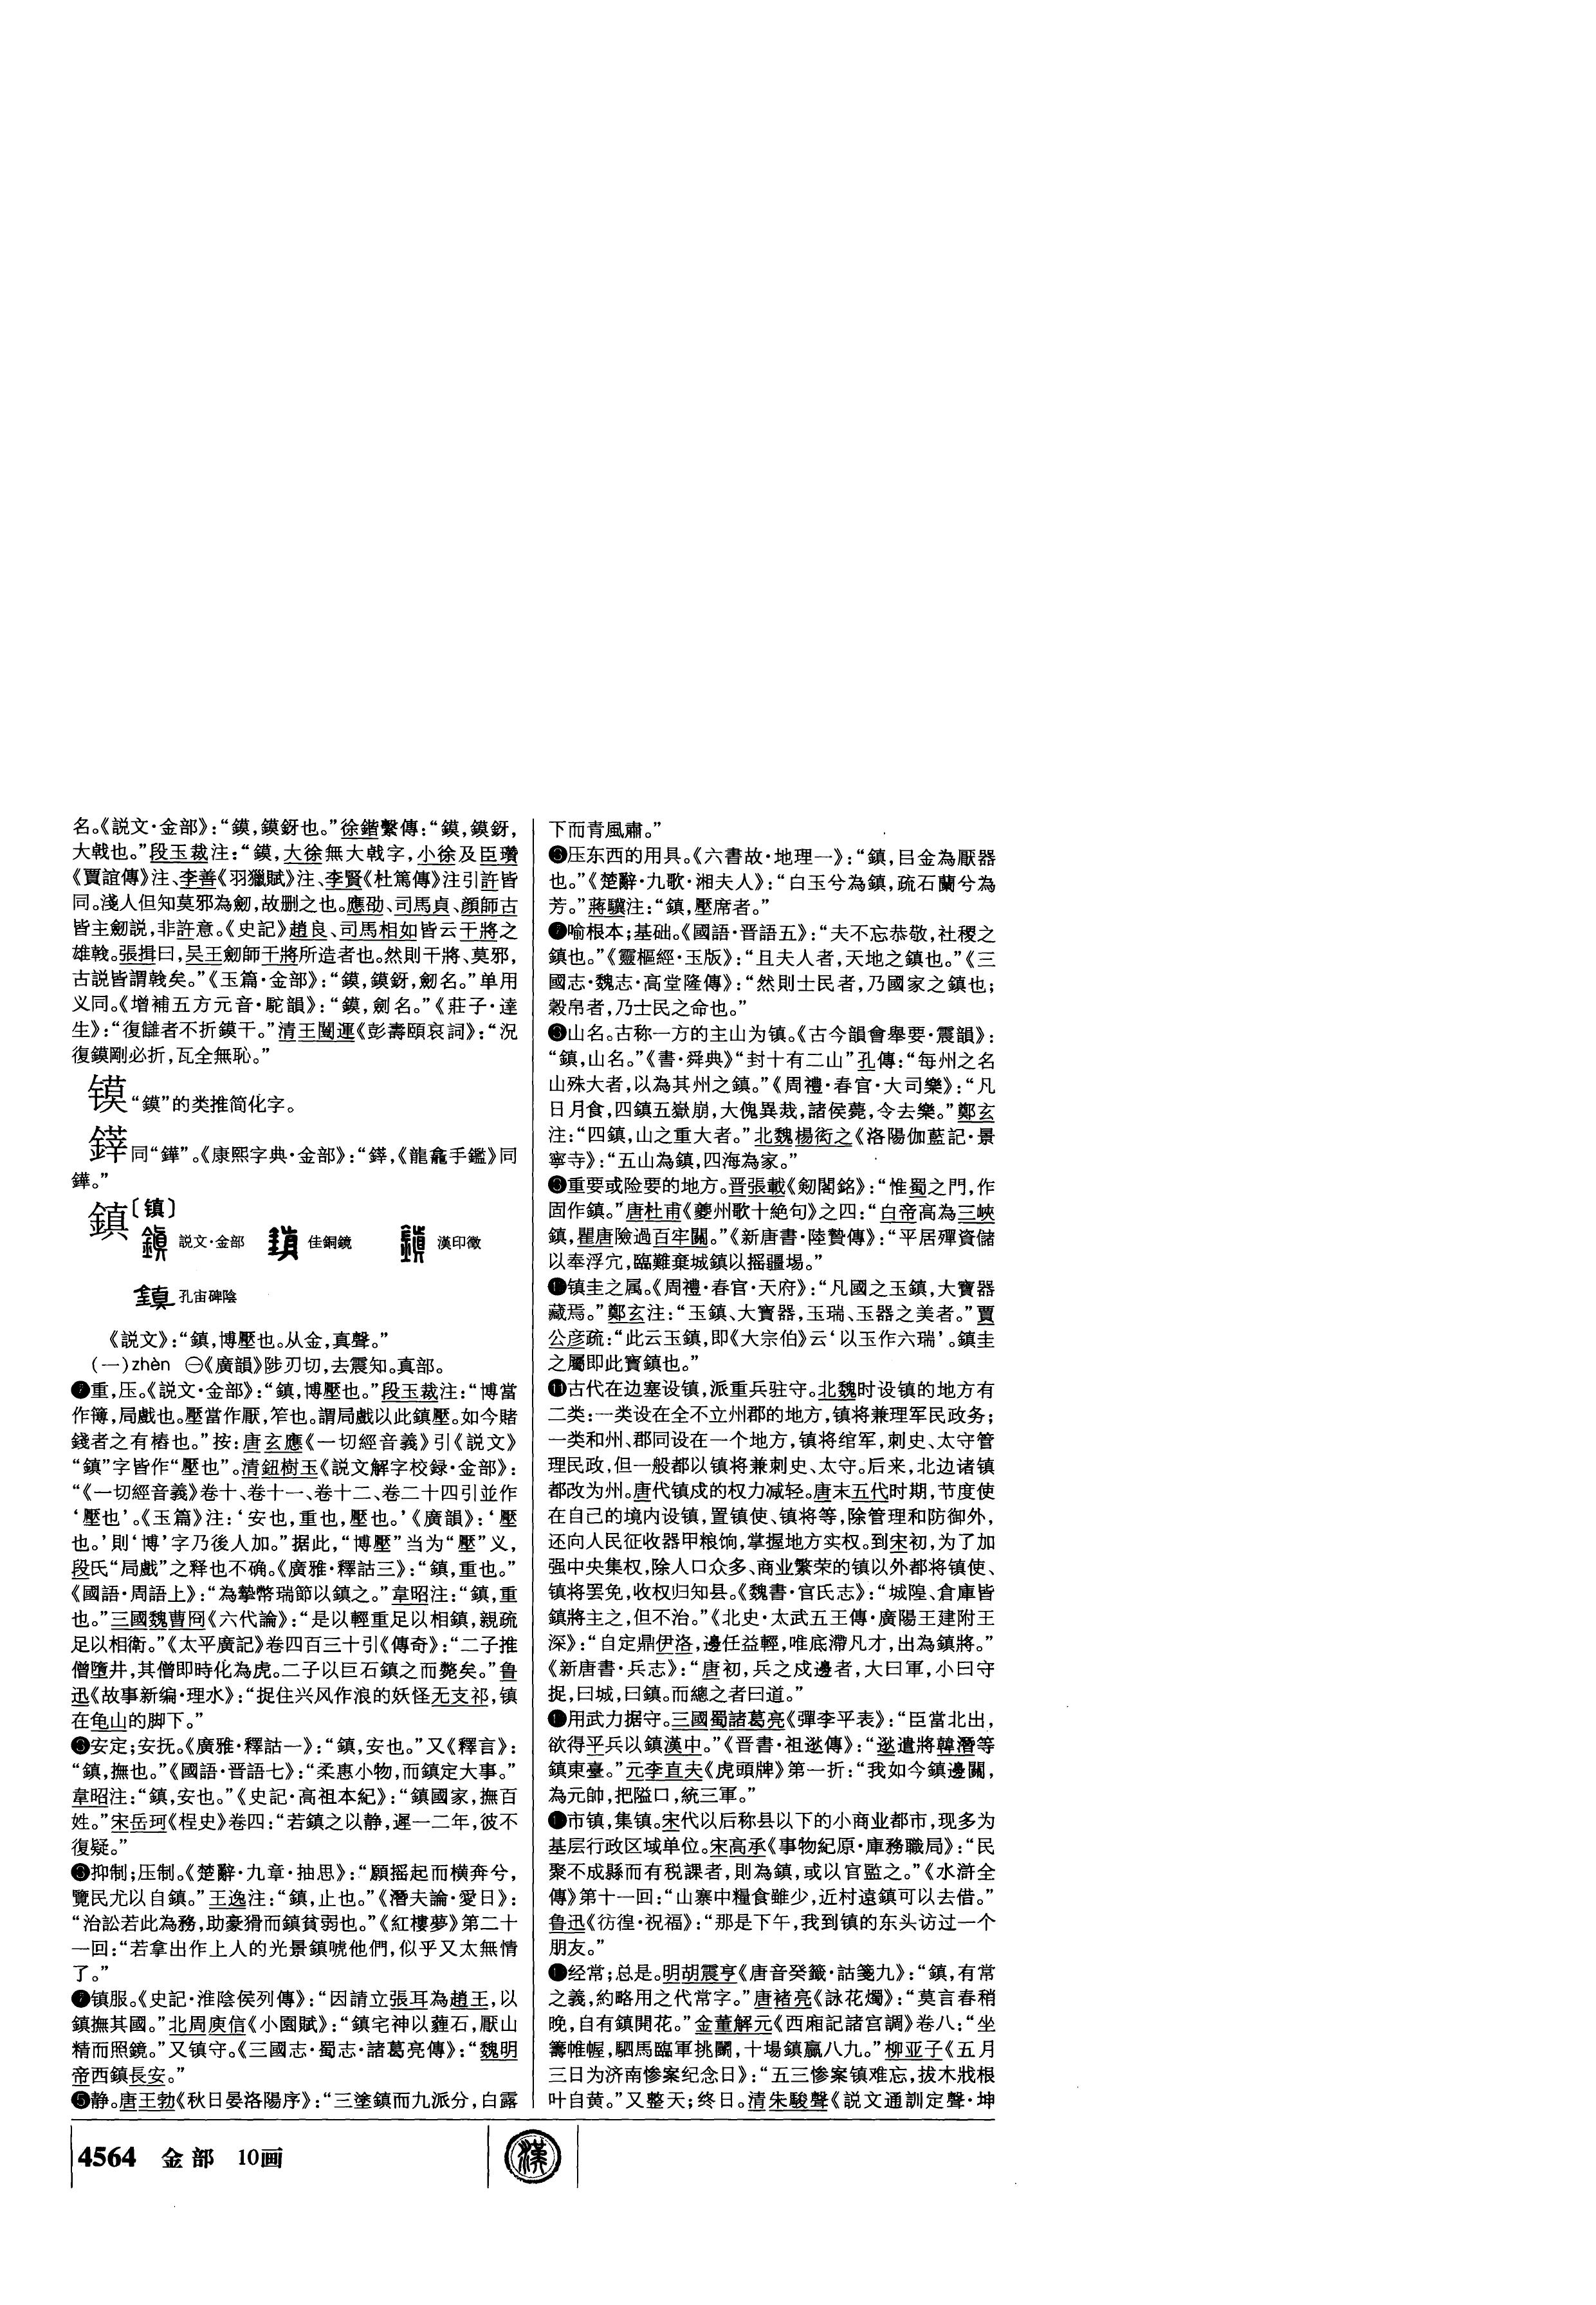 名。《説文·金部》：“鏌，鏌釾也。”徐鍇繫傳：“鏌，鏌釾，
大戟也。”段玉裁注：“鏌，大徐無大戟字，小徐及臣瓚
《賈誼傳》注、李善《羽獵賦》注、李賢《杜篤傳》注引許皆
同。淺人但知莫邪為劒，故删之也。應劭、司馬貞、顔師古
皆主劒説，非許意。《史記》趙良、司馬相如皆云干將之
雄戟。張揖曰，吴王劒師干將所造者也。然則干將、莫邪，
古説皆謂戟矣。”《玉篇·金部》：“鏌，鏌釾，劒名。”单用
义同。《增補五方元音·駝韻》：“鏌，劍名。”《莊子·達
生》：“復讎者不折鏌干。”清王闓運《彭壽頤哀詞》：“況
復鏌剛必折，瓦全無恥。”
镆“鏌”的类推简化字。
同“鏵”。《康熙字典·金部》：“《龍龕手鑑》同
鏵。”
鎮〔镇〕
説文·金部 佳銅鏡 漢印徵
孔宙碑陰
《説文》：“鎮，博壓也。从金，真聲。”
（一）zhèn ㊀《廣韻》陟刃切，去震知。真部。
重，压。《説文·金部》：“鎮，博壓也。”段玉裁注：“博當
作簙，局戲也。壓當作厭，笮也。謂局戲以此鎮壓。如今賭
錢者之有樁也。”按：唐玄應《一切經音義》引《説文》
“鎮”字皆作“壓也”。清鈕樹玉《説文解字校録·金部》：
“《一切經音義》卷十、卷十一、卷十二、卷二十四引並作
‘壓也’。《玉篇》注：‘安也，重也，壓也。’《廣韻》：‘壓
也。’則‘博’字乃後人加。”据此，“博壓”当为“壓”义，
段氏“局戲”之释也不确。《廣雅·釋詁三》：“鎮，重也。”
《國語·周語上》：“為摯幣瑞節以鎮之。”韋昭注：“鎮，重
也。”三國魏曹冏《六代論》：“是以輕重足以相鎮，親疏
足以相衛。”《太平廣記》卷四百三十引《傳奇》：“二子推
僧墮井，其僧即時化為虎。二子以巨石鎮之而斃矣。”鲁
迅《故事新编·理水》：“捉住兴风作浪的妖怪无支祁，镇
在龟山的脚下。”
安定；安抚。《廣雅·釋詁一》：“鎮，安也。”又《釋言》：
“鎮，撫也。”《國語·晋語七》：“柔惠小物，而鎮定大事。”
韋昭注：“鎮，安也。”《史記·高祖本紀》：“鎮國家，撫百
姓。”宋岳珂《桯史》卷四：“若鎮之以静，遲一二年，彼不
復疑。”
抑制；压制。《楚辭·九章·抽思》：“願摇起而横奔兮，
覽民尤以自鎮。”王逸注：“鎮，止也。”《潛夫論·愛日》：
“治訟若此為務，助豪猾而鎮貧弱也。”《紅樓夢》第二十
一回：“若拿出作上人的光景鎮唬他們，似乎又太無情
了。”
镇服。《史記·淮陰侯列傳》：“因請立張耳為趙王，以
鎮撫其國。”北周庾信《小園賦》：“鎮宅神以薶石，厭山
精而照鏡。”又镇守。《三國志·蜀志·諸葛亮傳》：“魏明
帝西鎮長安。”
❺静。唐王勃《秋日晏洛陽序》：“三塗鎮而九派分，白露
下而青風肅。”
压东西的用具。《六書故·地理一》：“鎮，㠯金為厭器
也。”《楚辭·九歌·湘夫人》：“白玉兮為鎮，疏石蘭兮為
芳。”蔣驥注：“鎮，壓席者。”
喻根本；基础。《國語·晋語五》：“夫不忘恭敬，社稷之
鎮也。”《靈樞經·玉版》：“且夫人者，天地之鎮也。”《三
國志·魏志·高堂隆傳》：“然則士民者，乃國家之鎮也；
穀帛者，乃士民之命也。”
山名。古称一方的主山为镇。《古今韻會舉要·震韻》：
“鎮，山名。”《書·舜典》“封十有二山”孔傳：“每州之名
山殊大者，以為其州之鎮。”《周禮·春官·大司樂》：“凡
日月食，四鎮五嶽崩，大傀異烖，諸侯薨，令去樂。”鄭玄
注：“四鎮，山之重大者。”北魏楊衒之《洛陽伽藍記·景
寧寺》：“五山為鎮，四海為家。”
重要或险要的地方。晋張載《劒閣銘》：“惟蜀之門，作
固作鎮。”唐杜甫《夔州歌十絶句》之四：“白帝高為三峽
鎮，瞿唐險過百牢關。”《新唐書·陸贄傳》：“平居殫資儲
以奉浮宂，臨難棄城鎮以摇疆場。”
镇圭之属。《周禮·春官·天府》：“凡國之玉鎮，大寶器
藏焉。”鄭玄注：“玉鎮、大寶器，玉瑞、玉器之美者。”賈
公彦疏：“此云玉鎮，即《大宗伯》云‘以玉作六瑞’。鎮圭
之屬即此寶鎮也。”
⓫古代在边塞设镇，派重兵驻守。北魏时设镇的地方有
二类：一类设在全不立州郡的地方，镇将兼理军民政务；
一类和州、郡同设在一个地方，镇将绾军，刺史、太守管
理民政，但一般都以镇将兼刺史、太守。后来，北边诸镇
都改为州。唐代镇戍的权力减轻。唐末五代时期，节度使
在自己的境内设镇，置镇使、镇将等，除管理和防御外，
还向人民征收器甲粮饷，掌握地方实权。到宋初，为了加
强中央集权，除人口众多、商业繁荣的镇以外都将镇使、
镇将罢免，收权归知县。《魏書·官氏志》：“城隍、倉庫皆
鎮將主之，但不治。”《北史·太武五王傳·廣陽王建附王
深》：“自定鼎伊洛，邊任益輕，唯底滯凡才，出為鎮將。”
《新唐書·兵志》：“唐初，兵之戍邊者，大曰軍，小曰守
捉，曰城，曰鎮。而總之者曰道。”
用武力据守。三國蜀諸葛亮《彈李平表》：“臣當北出，
欲得平兵以鎮漢中。”《晋書·祖逖傳》：“逖遣將韓潛等
鎮東臺。”元李直夫《虎頭牌》第一折：“我如今鎮邊關，
為元帥，把隘口，統三軍。”
市镇，集镇。宋代以后称县以下的小商业都市，现多为
基层行政区域单位。宋高承《事物紀原·庫務職局》：“民
聚不成縣而有税課者，則為鎮，或以官監之。”《水滸全
傳》第十一回：“山寨中糧食雖少，近村遠鎮可以去借。”
鲁迅《彷徨·祝福》：“那是下午，我到镇的东头访过一个
朋友。”
经常；总是。明胡震亨《唐音癸籤·詁箋九》：“鎮，有常
之義，約略用之代常字。”唐褚亮《詠花燭》：“莫言春稍
晚，自有鎮開花。”金董解元《西廂記諸宫調》卷八：“坐
籌帷幄，駟馬臨軍挑鬬，十場鎮贏八九。”柳亚子《五月
三日为济南惨案纪念日》：“五三惨案镇难忘，拔木戕根
叶自黄。”又整天；终日。清朱駿聲《説文通訓定聲·坤
4564 金部 10画
漢